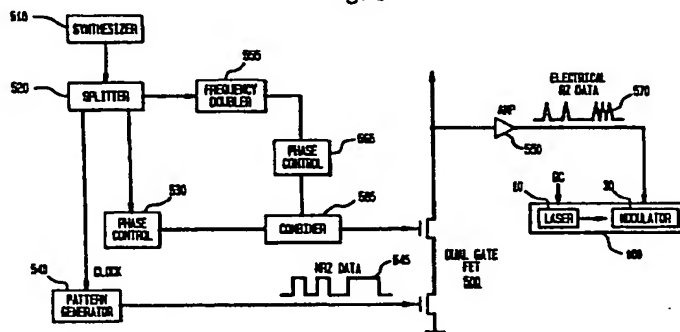 510
SYNTHESIZER
555
520
SPLITTER
FREQUENCY DOUBLER
ELECTRICAL RZ DATA
570
AMP
550
PHASE CONTROL
565
530
585
DC
10
30
LASER
MODULATOR
PHASE CONTROL
COMBINER
100
540
CLOCK
NRZ DATA
545
DUAL GATE FET 500
PATTERN GENERATOR